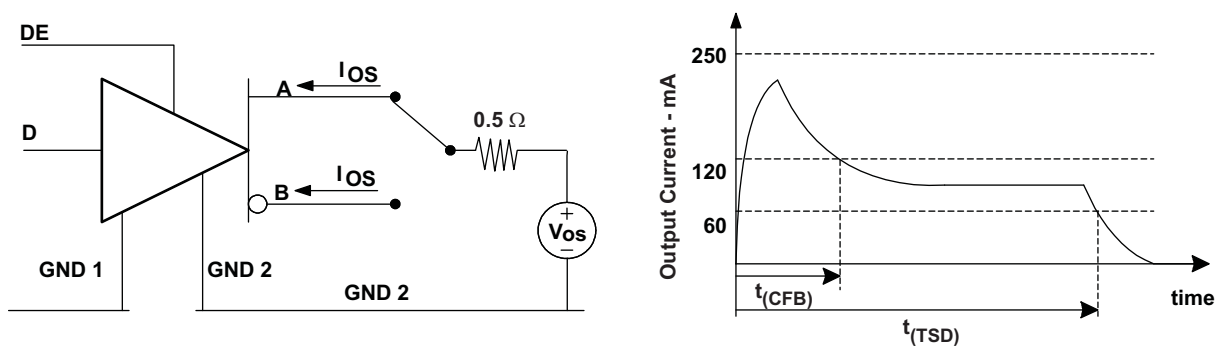 DE
D
A
I OS
B
I OS
0.5 Ω
+
VOS
−
GND 1
GND 2
GND 2
Output Current - mA
250
120
60
t(CFB)
t(TSD)
time